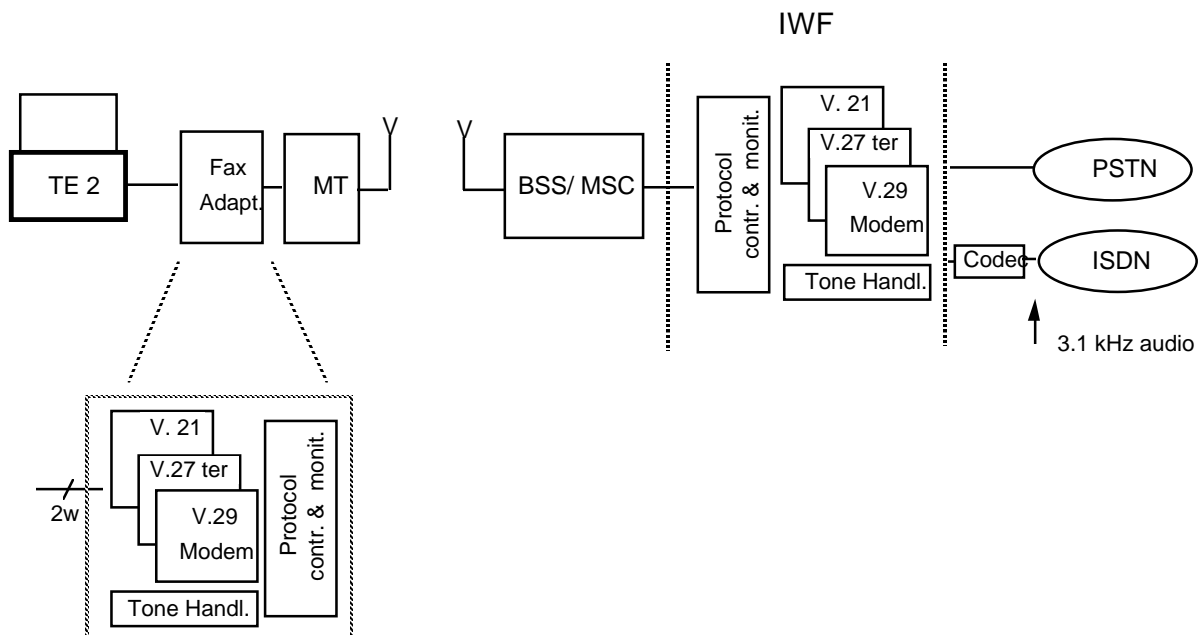 IWF
TE 2
Fax
Adapt.
MT
BSS/ MSC
Protocol
contr. & monit.
V. 21
V.27 ter
V.29
Modem
Tone Handl.
PSTN
Codec
ISDN
3.1 kHz audio
2w
V. 21
V.27 ter
V.29
Modem
Tone Handl.
Protocol
contr. & monit.